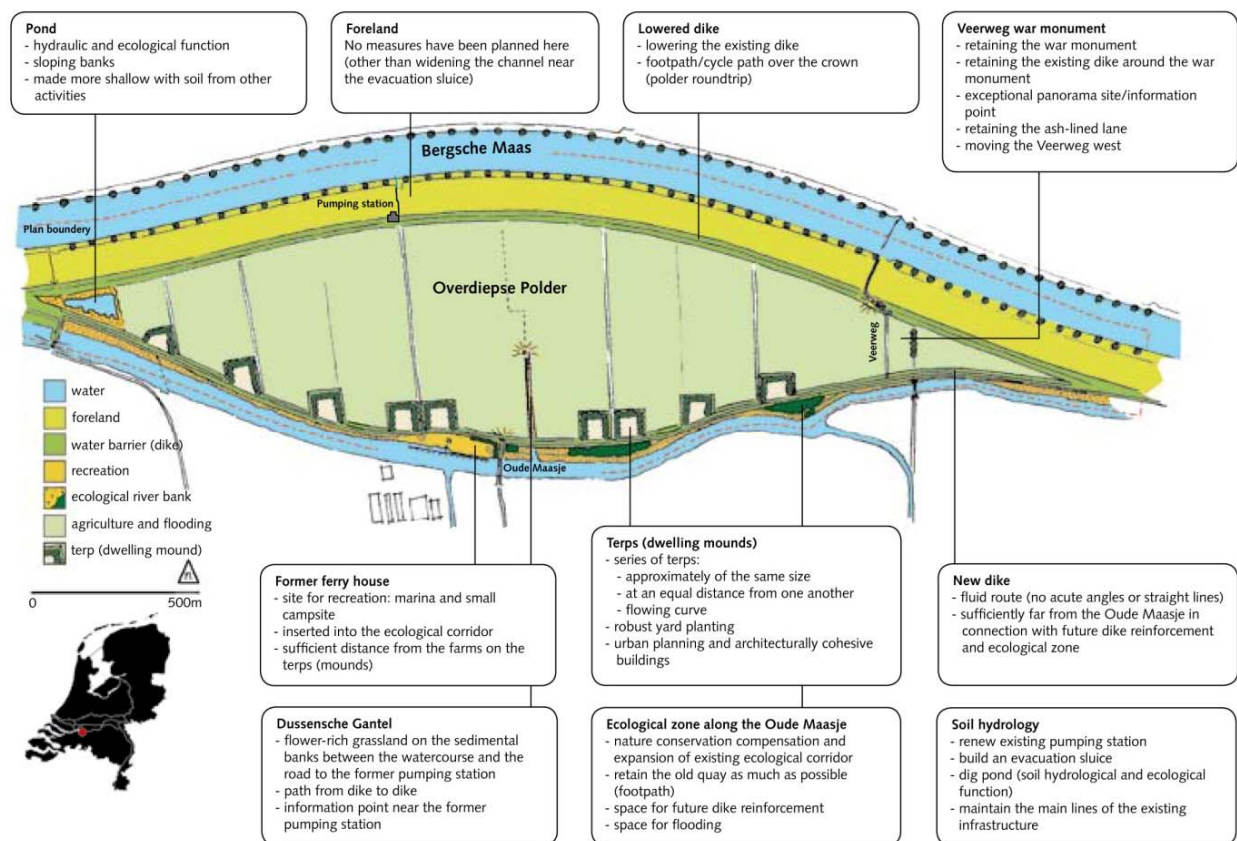 Pond
- hydraulic and ecological function
- sloping banks
- made more shallow with soil from other
activities
Foreland
No measures have been planned here
(other than widening the channel near
the evacuation sluice)
Lowered dike
- lowering the existing dike
- footpath/cycle path over the crown
(polder roundtrip)
Veerweg war monument
- retaining the war monument
- retaining the existing dike around the war
monument
- exceptional panorama site/information
point
- retaining the ash-lined lane
- moving the Veerweg west
Bergsche Maas
Pumping station
Plan boundary
Overdiepse Polder
Veerweg
Oude Maasje
water
foreland
water barrier (dike)
recreation
ecological river bank
agriculture and flooding
terp (dwelling mound)
0 500m
Former ferry house
- site for recreation: marina and small
campsite
- inserted into the ecological corridor
- sufficient distance from the farms on the
terps (mounds)
Terps (dwelling mounds)
- series of terps:
- approximately of the same size
- at an equal distance from one another
- flowing curve
- robust yard planting
- urban planning and architecturally cohesive
buildings
New dike
- fluid route (no acute angles or straight lines)
- sufficiently far from the Oude Maasje in
connection with future dike reinforcement
and ecological zone
Dussensche Gantel
- flower-rich grassland on the sedimental
banks between the watercourse and the
road to the former pumping station
- path from dike to dike
- information point near the former
pumping station
Ecological zone along the Oude Maasje
- nature conservation compensation and
expansion of existing ecological corridor
- retain the old quay as much as possible
(footpath)
- space for future dike reinforcement
- space for flooding
Soil hydrology
- renew existing pumping station
- build an evacuation sluice
- dig pond (soil hydrological and ecological
function)
- maintain the main lines of the existing
infrastructure